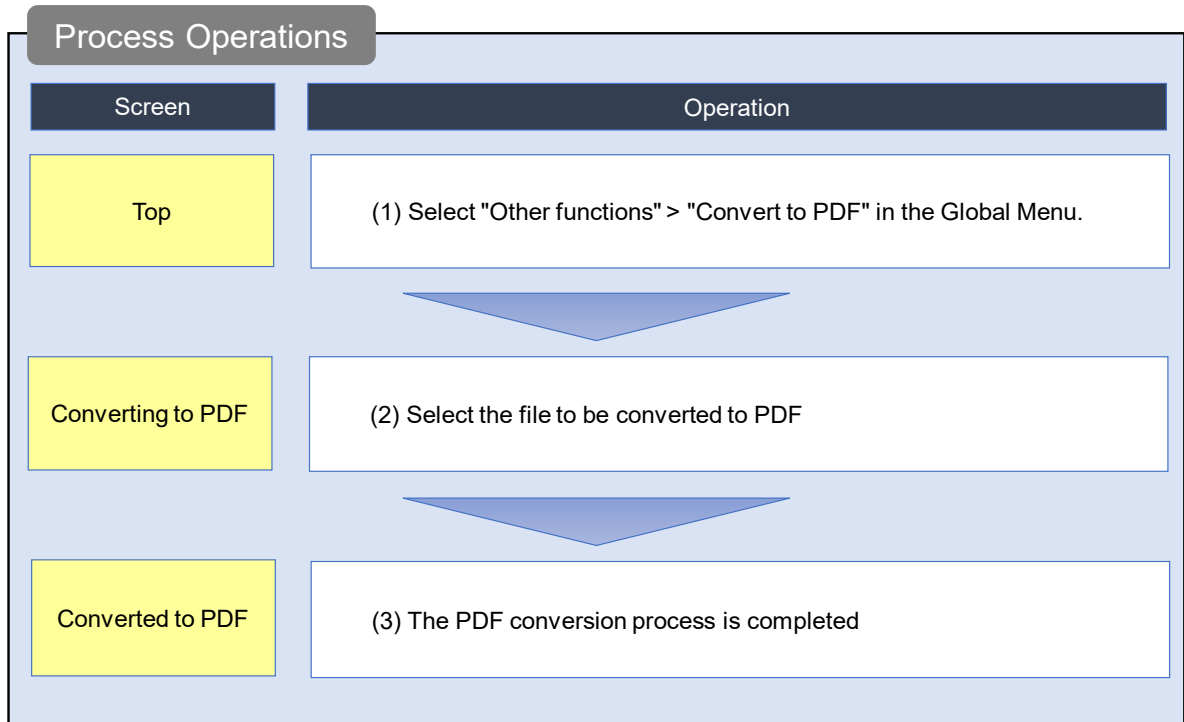 Process Operations
Screen
Operation
Top
(1) Select "Other functions" > "Convert to PDF" in the Global Menu.
Converting to PDF
(2) Select the file to be converted to PDF
Converted to PDF
(3) The PDF conversion process is completed